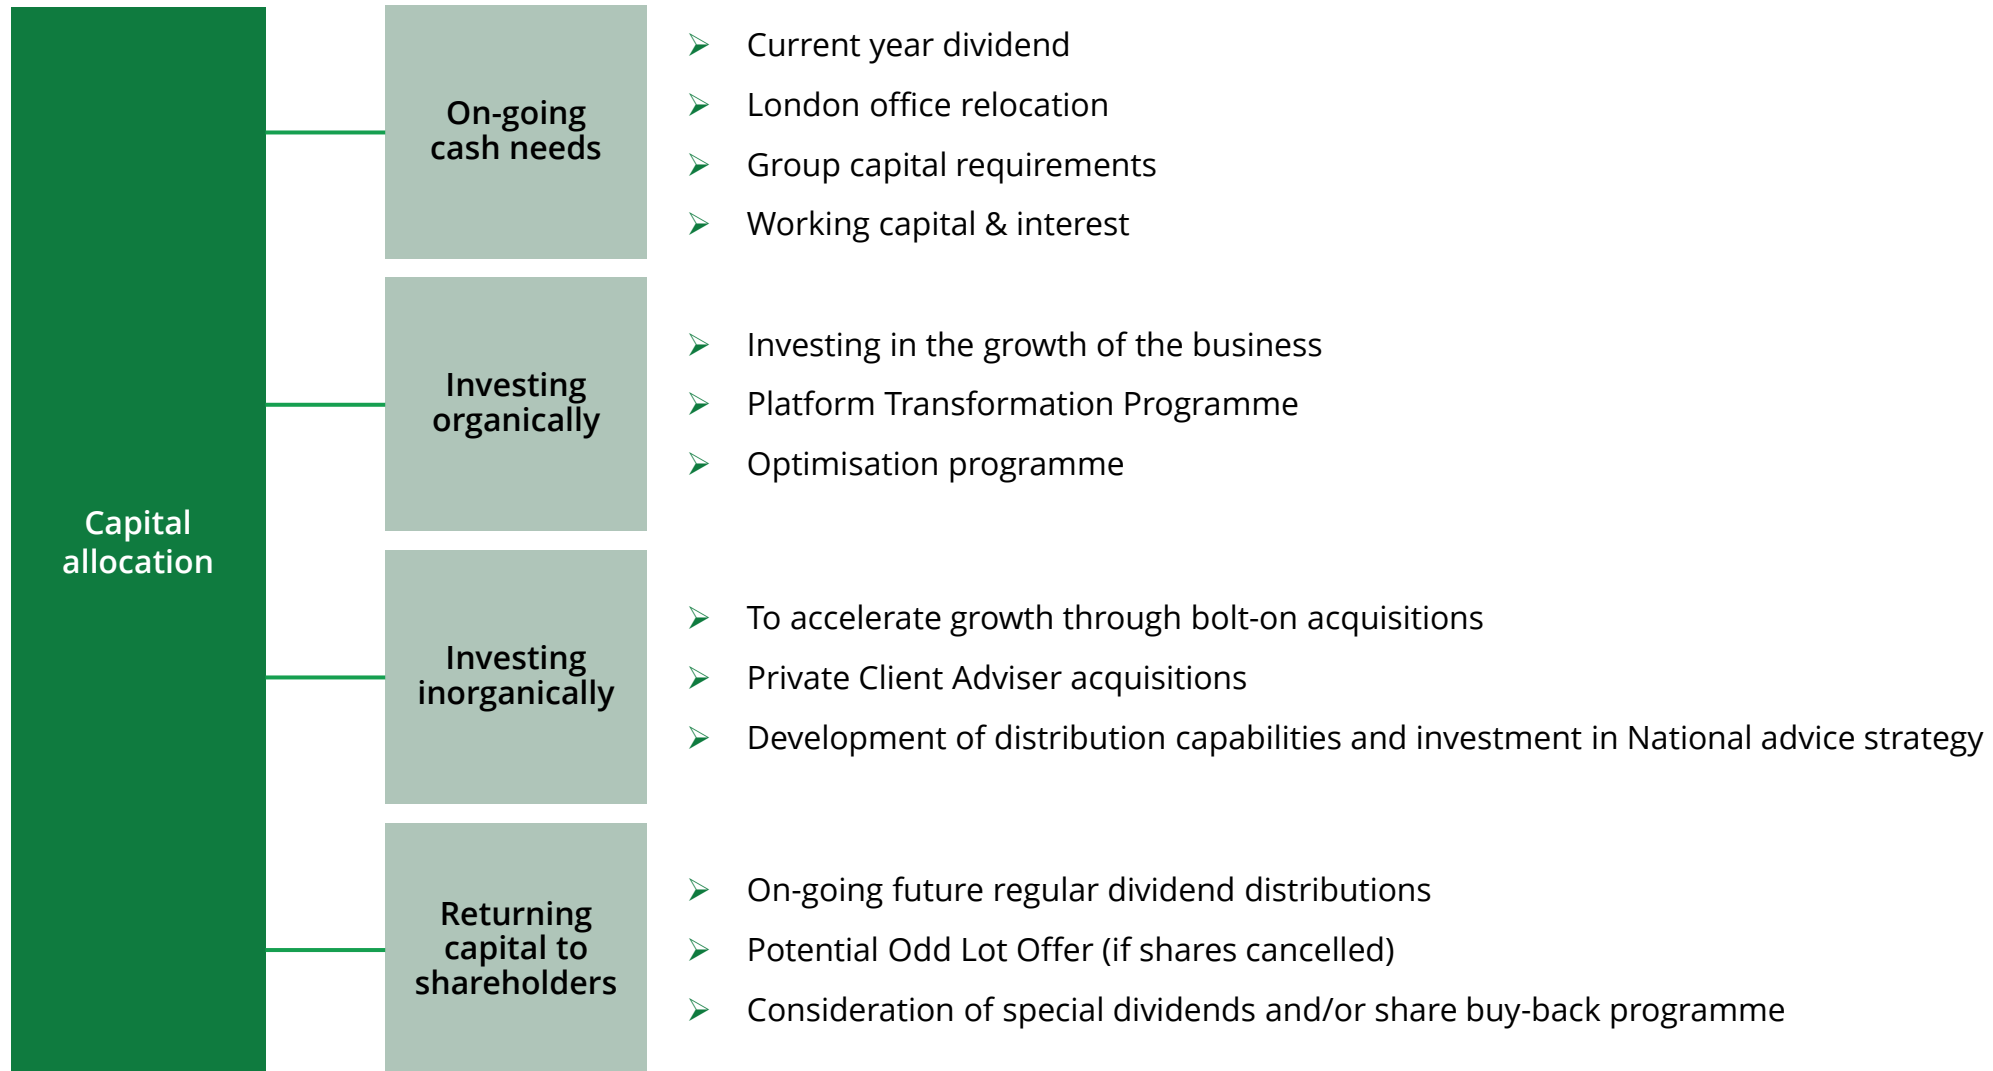 Capital
allocation
On-going
cash needs
➢ Current year dividend
➢ London office relocation
➢ Group capital requirements
➢ Working capital & interest
Investing
organically
➢ Investing in the growth of the business
➢ Platform Transformation Programme
➢ Optimisation programme
Investing
inorganically
➢ To accelerate growth through bolt-on acquisitions
➢ Private Client Adviser acquisitions
➢ Development of distribution capabilities and investment in National advice strategy
Returning
capital to
shareholders
➢ On-going future regular dividend distributions
➢ Potential Odd Lot Offer (if shares cancelled)
➢ Consideration of special dividends and/or share buy-back programme